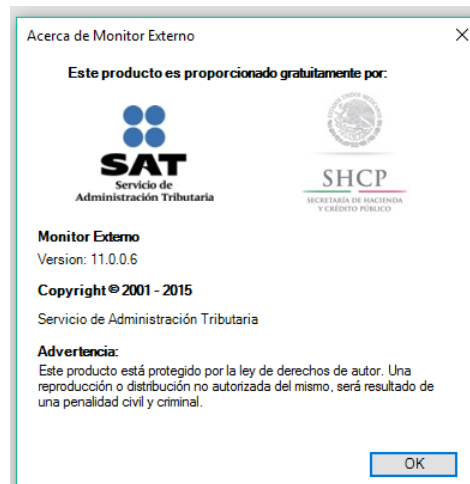 Acerca de Monitor Externo
Este producto es proporcionado gratuitamente por:
SAT
Servicio de
Administración Tributaria
ESTADOS UNIDOS MEXICANOS
SHCP
SECRETARÍA DE HACIENDA
Y CRÉDITO PÚBLICO
Monitor Externo
Version: 11.0.0.6
Copyright © 2001 - 2015
Servicio de Administración Tributaria
Advertencia:
Este producto está protegido por la ley de derechos de autor. Una
reproducción o distribución no autorizada del mismo, será resultado de
una penalidad civil y criminal.
OK